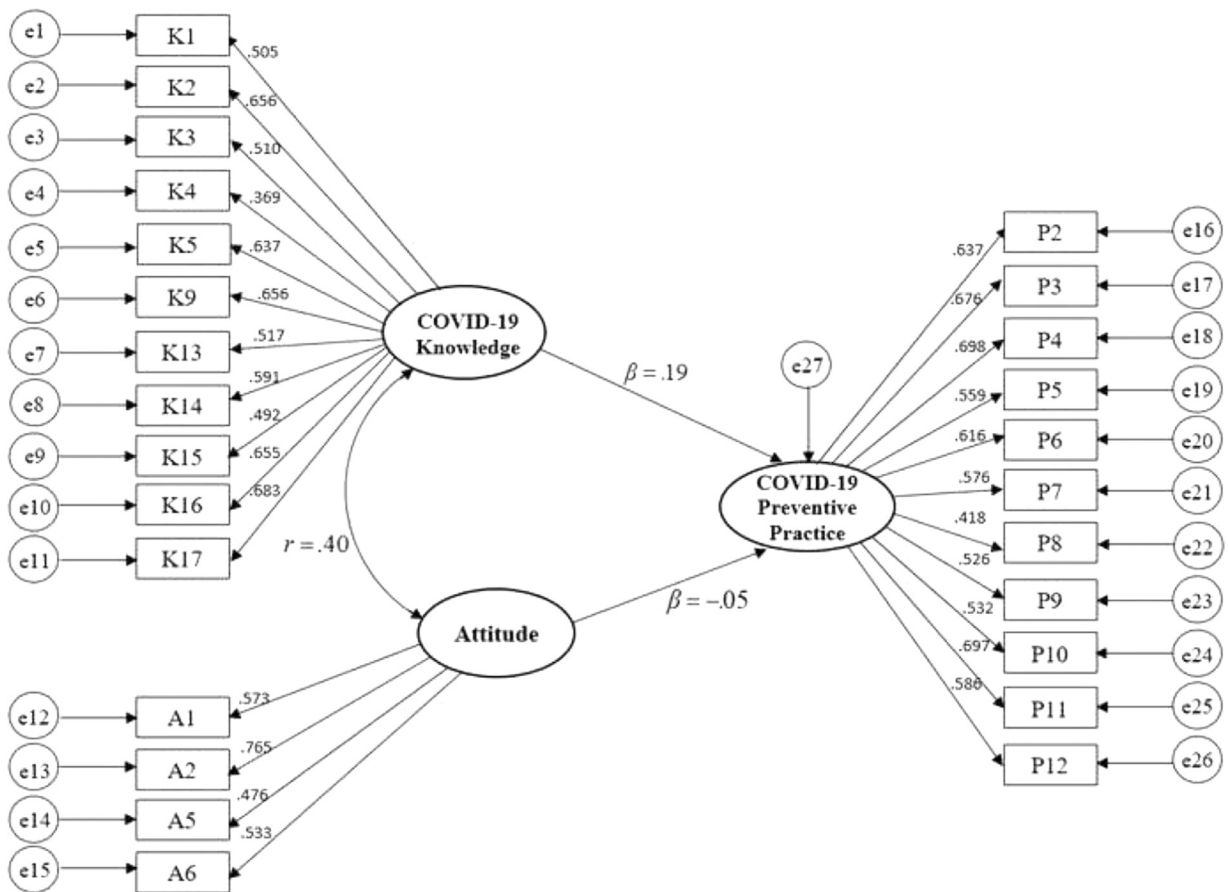 e1
K1
.505
e2
K2
.656
e3
K3
.510
e4
K4
.369
e5
K5
.637
e6
K9
.656
e7
K13
.517
e8
K14
.591
e9
K15
.492
e10
K16
.655
e11
K17
.683
COVID-19
Knowledge
r = .40
β = .19
Attitude
β = –.05
e12
A1
.573
e13
A2
.765
e14
A5
.476
e15
A6
.533
e27
COVID-19
Preventive
Practice
.637
P2
e16
.676
P3
e17
.698
P4
e18
.559
P5
e19
.616
P6
e20
.576
P7
e21
.418
P8
e22
.526
P9
e23
.532
P10
e24
.697
P11
e25
.586
P12
e26